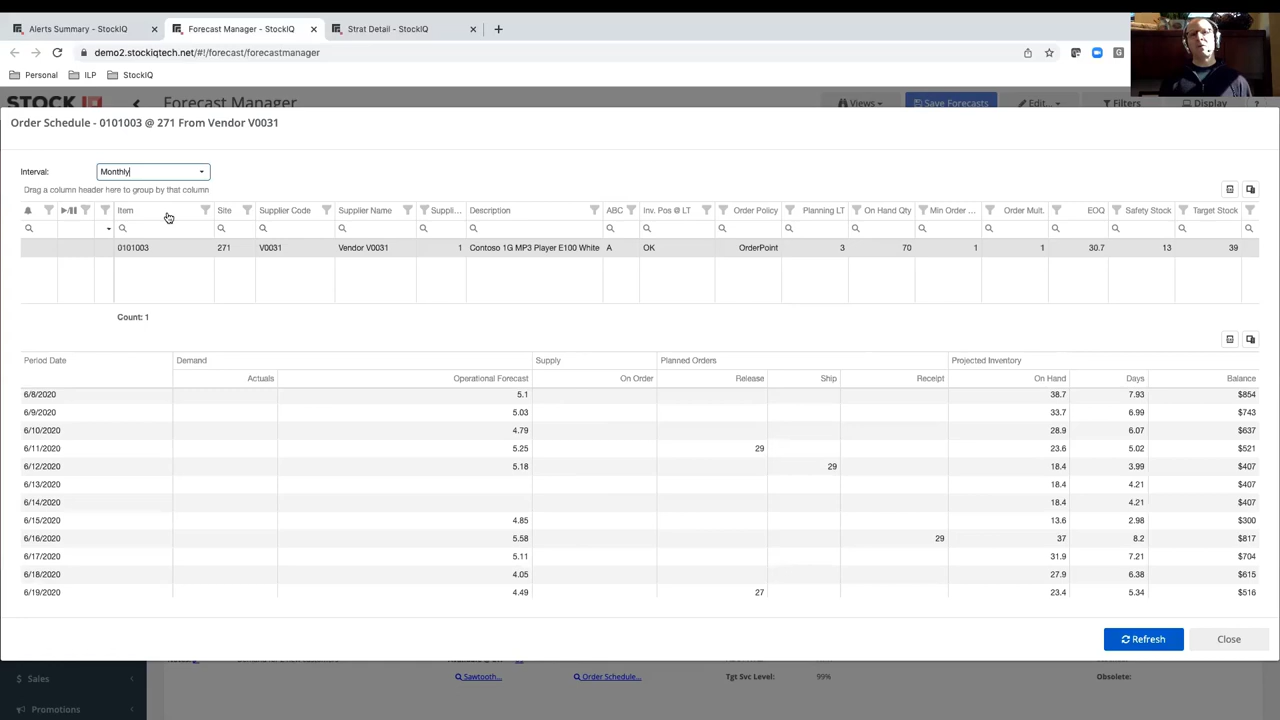 Alerts Summary - StockIQ
Forecast Manager - StockIQ
Strat Detail - StockIQ
demo2.stockiqtech.net/#!/forecast/forecastmanager
Personal ILP StockIQ
STOCK IQ Forecast Manager Views Save Forecasts Edit... Filters Display ?
Order Schedule - 0101003 @ 271 From Vendor V0031
Interval: Monthly
Drag a column header here to group by that column
Item Site Supplier Code Supplier Name Suppli... Description ABC Inv. Pos @ LT Order Policy Planning LT On Hand Qty Min Order ... Order Mult. EOQ Safety Stock Target Stock
0101003 271 V0031 Vendor V0031 1 Contoso 1G MP3 Player E100 White A OK OrderPoint 3 70 1 1 30.7 13 39
Count: 1
Period Date Demand Supply Planned Orders Projected Inventory
Actuals Operational Forecast On Order Release Ship Receipt On Hand Days Balance
6/8/2020 5.1 38.7 7.93 $854
6/9/2020 5.03 33.7 6.99 $743
6/10/2020 4.79 28.9 6.07 $637
6/11/2020 5.25 29 23.6 5.02 $521
6/12/2020 5.18 29 18.4 3.99 $407
6/13/2020 18.4 4.21 $407
6/14/2020 18.4 4.21 $407
6/15/2020 4.85 13.6 2.98 $300
6/16/2020 5.58 29 37 8.2 $817
6/17/2020 5.11 31.9 7.21 $704
6/18/2020 4.05 27.9 6.38 $615
6/19/2020 4.49 27 23.4 5.34 $516
Refresh Close
Sales Sawtooth... Order Schedule... Tgt Svc Level: 99% Obsolete:
Promotions